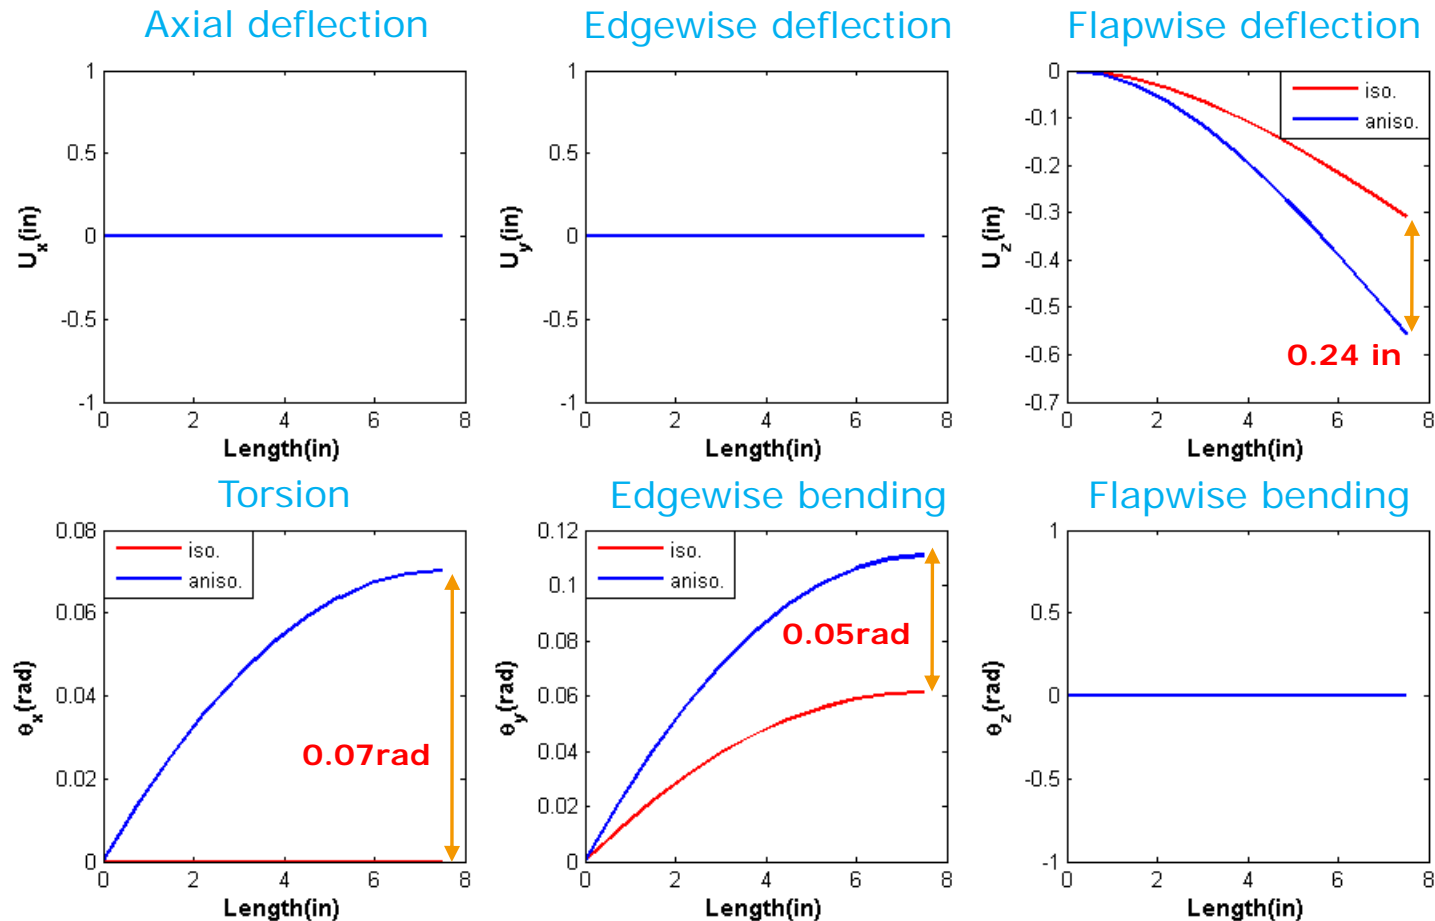 Axial deflection
Edgewise deflection
Flapwise deflection
1
0.5
0
-0.5
-1
U_x(in)
0 2 4 6 8
Length(in)
1
0.5
0
-0.5
-1
U_y(in)
0 2 4 6 8
Length(in)
0
-0.1
-0.2
-0.3
-0.4
-0.5
-0.6
-0.7
U_z(in)
iso.
aniso.
0.24 in
0 2 4 6 8
Length(in)
Torsion
Edgewise bending
Flapwise bending
0.08
0.06
0.04
0.02
0
θ_x(rad)
iso.
aniso.
0.07rad
0 2 4 6 8
Length(in)
0.12
0.1
0.08
0.06
0.04
0.02
0
θ_y(rad)
iso.
aniso.
0.05rad
0 2 4 6 8
Length(in)
1
0.5
0
-0.5
-1
θ_z(rad)
0 2 4 6 8
Length(in)